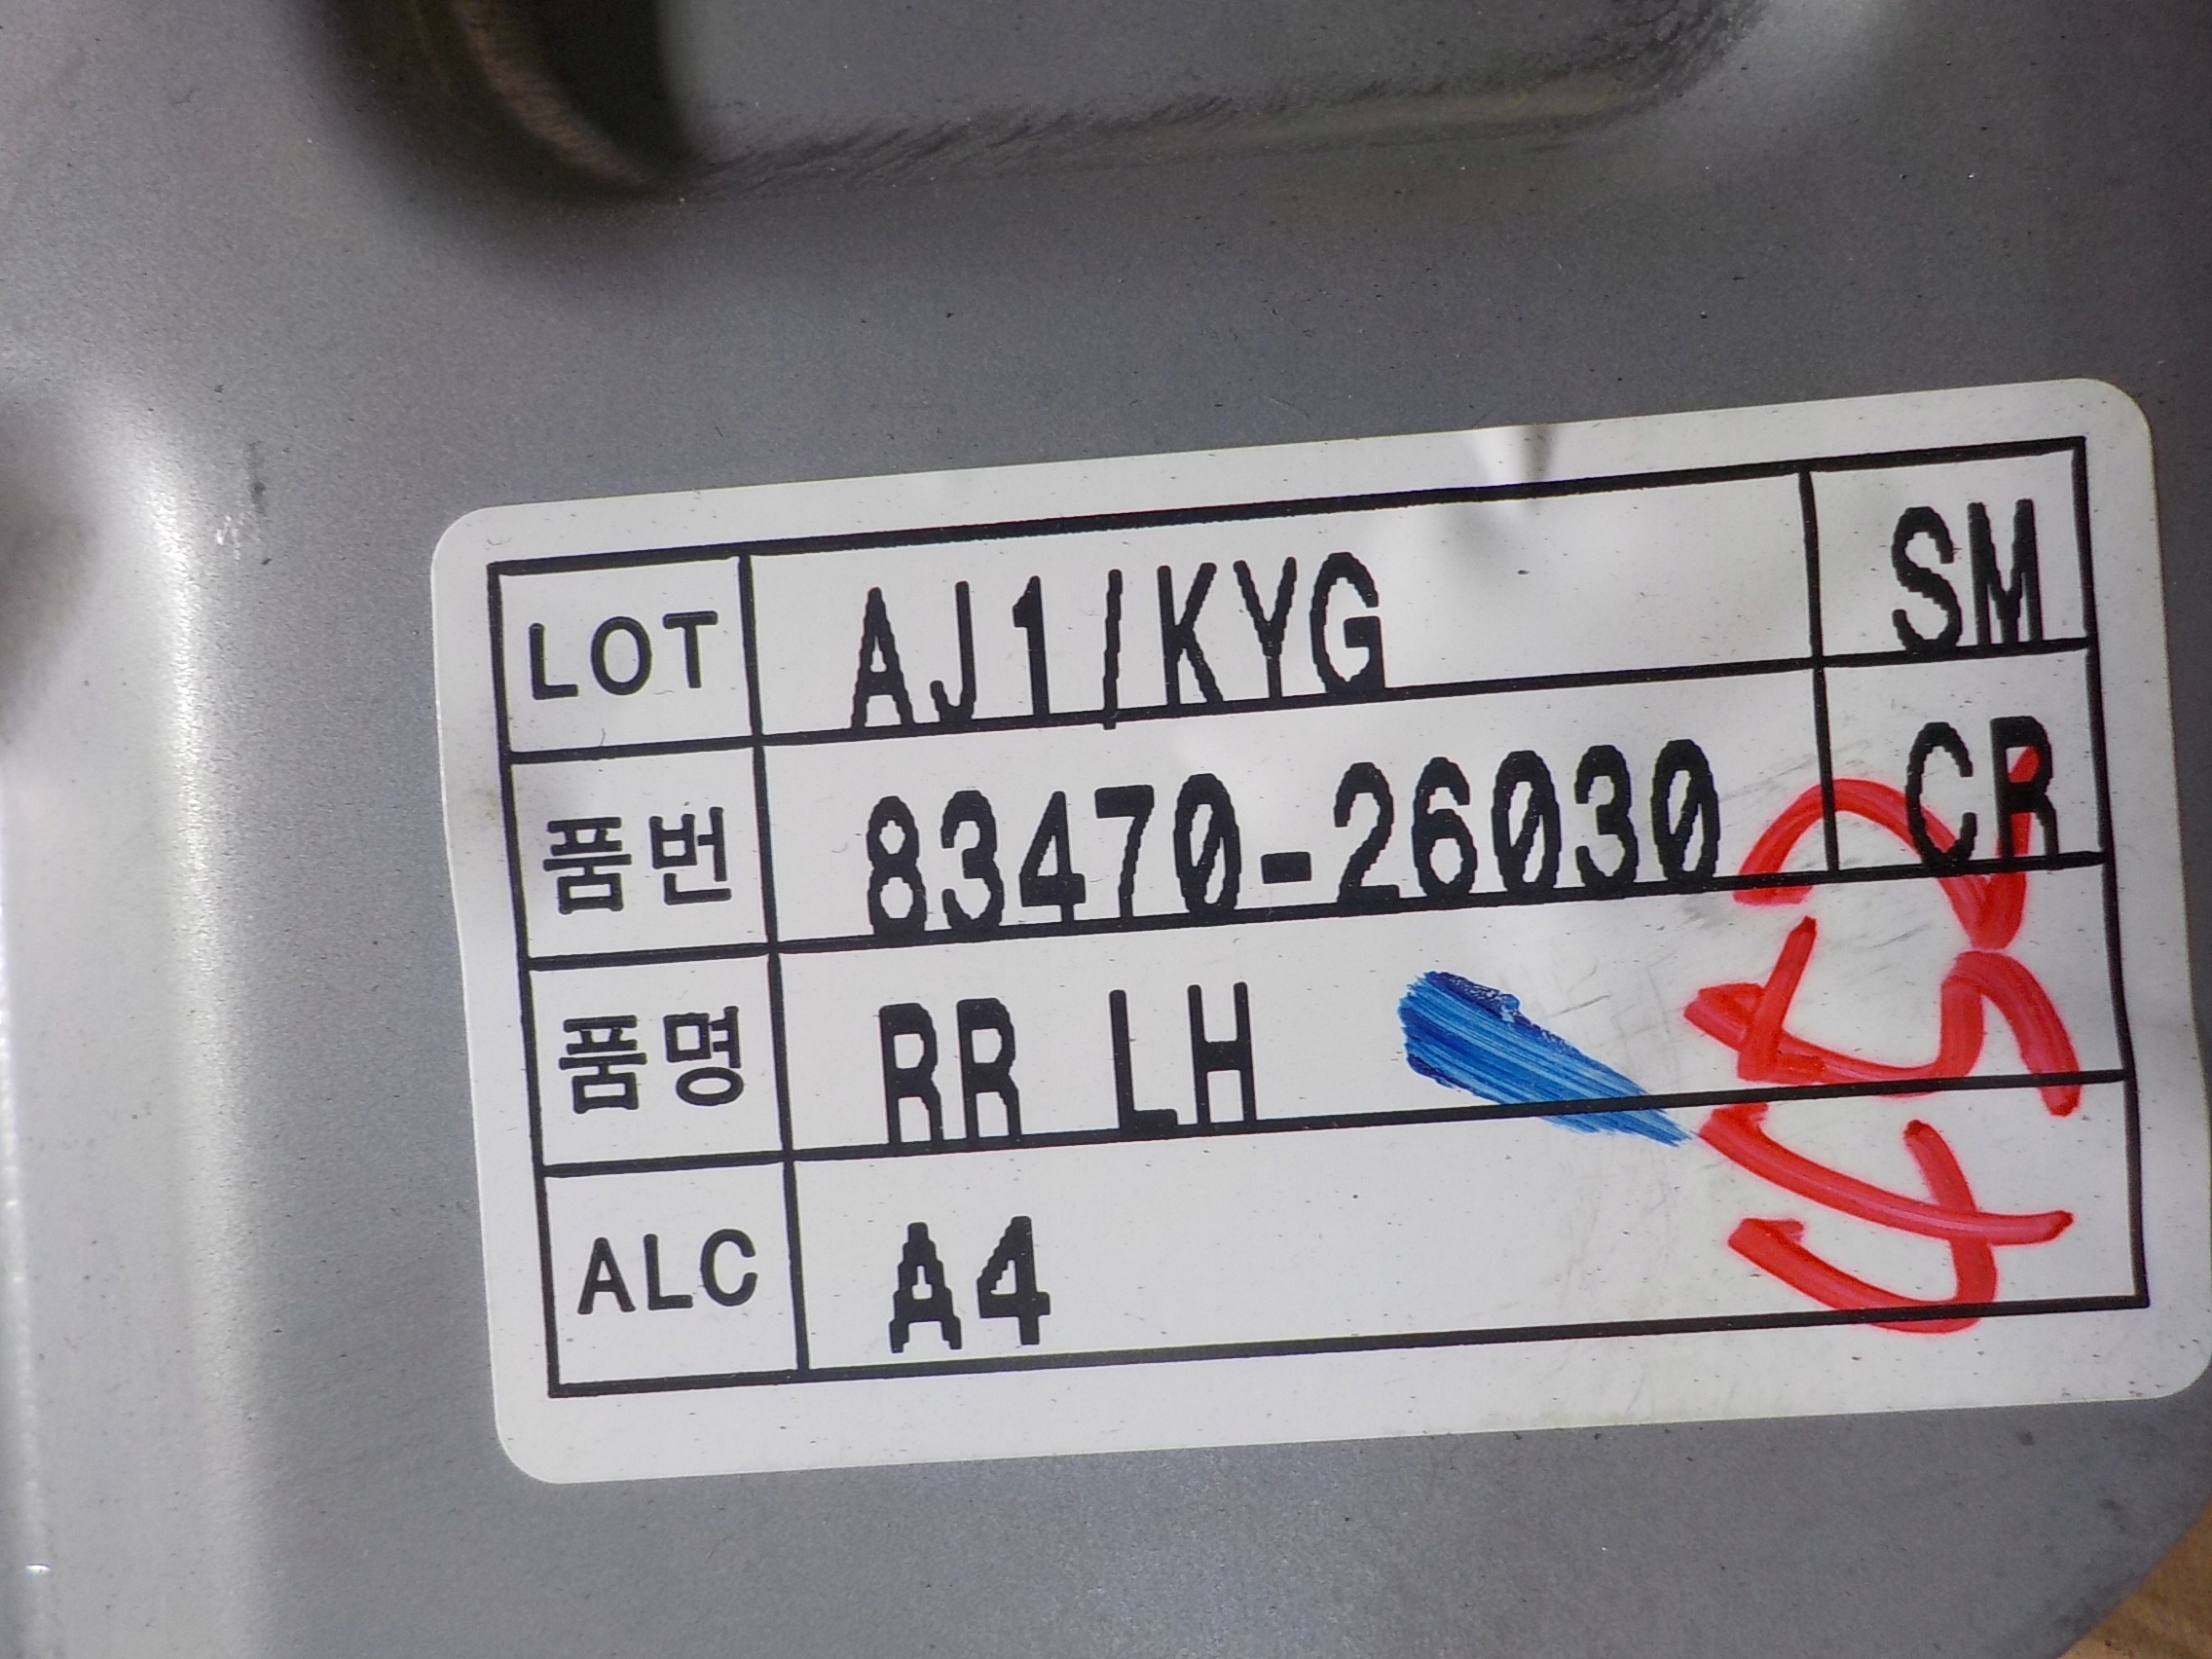 LOT AJ1/KYG SM
품번 83470-26030 CR
품명 RR LH
ALC A4